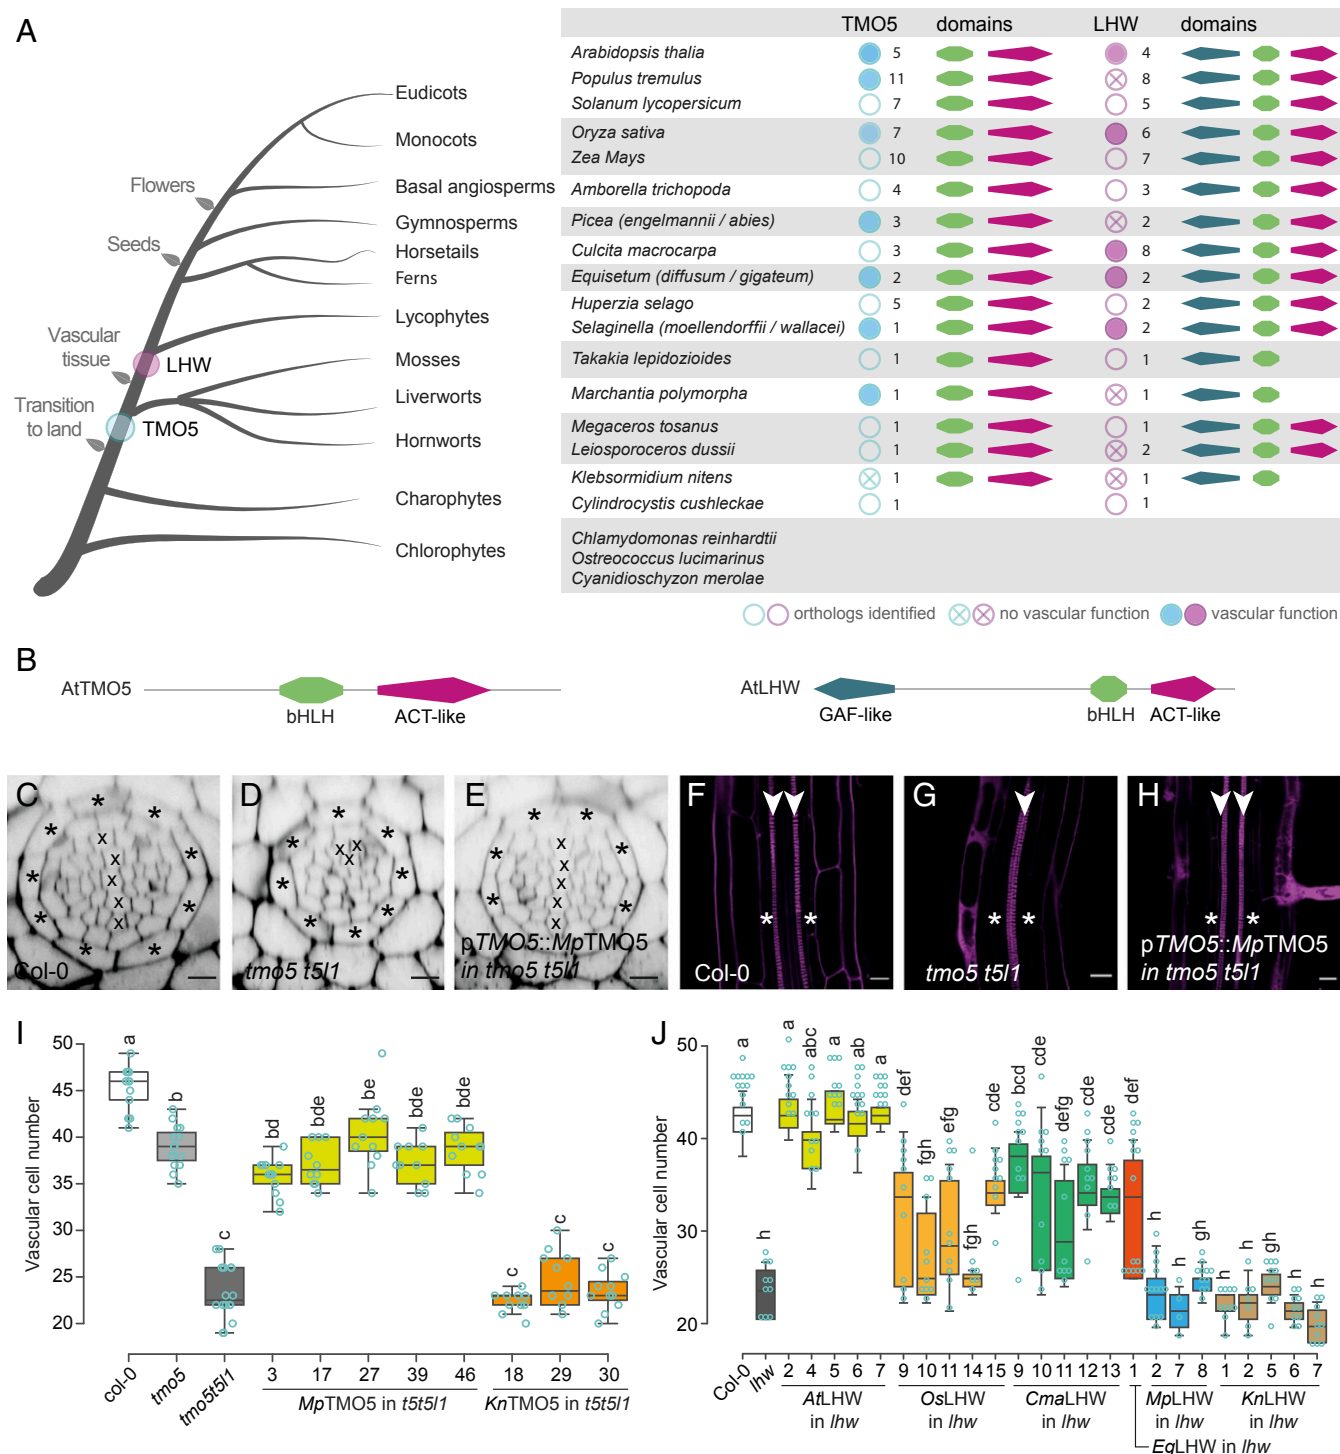 A
TMO5 domains LHW domains
Eudicots
Monocots
Flowers
Basal angiosperms
Gymnosperms
Seeds
Horsetails
Ferns
Lycophytes
Vascular
tissue
LHW
Mosses
Liverworts
Transition
to land
TMO5
Hornworts
Charophytes
Chlorophytes
Arabidopsis thalia 5 4
Populus tremulus 11 8
Solanum lycopersicum 7 5
Oryza sativa 7 6
Zea Mays 10 7
Amborella trichopoda 4 3
Picea (engelmannii / abies) 3 2
Culcita macrocarpa 3 8
Equisetum (diffusum / gigateum) 2 2
Huperzia selago 5 2
Selaginella (moellendorffii / wallacei) 1 2
Takakia lepidozioides 1 1
Marchantia polymorpha 1 1
Megaceros tosanus 1 1
Leiosporoceros dussii 1 2
Klebsormidium nitens 1 1
Cylindrocystis cushleckae 1 1
Chlamydomonas reinhardtii
Ostreococcus lucimarinus
Cyanidioschyzon merolae
orthologs identified no vascular function vascular function
B
AtTMO5
bHLH ACT-like
AtLHW
GAF-like bHLH ACT-like
C
* * * * * * * * * *
x x x x x
Col-0
D
* * * * * * * * *
x x x
tmo5 t5l1
E
* * * * * * * *
x x x x x
pTMO5::MpTMO5
in tmo5 t5l1
F
* *
Col-0
G
* *
tmo5 t5l1
H
* *
pTMO5::MpTMO5
in tmo5 t5l1
I
Vascular cell number
50
45
40
35
30
25
20
a b c bd bde be bde bde c c c
col-0 tmo5 tmo5t5l1 3 17 27 39 46 18 29 30
MpTMO5 in t5t5l1 KnTMO5 in t5t5l1
J
Vascular cell number
50
40
30
20
a h a abc a ab a def fgh efg fgh cde bcd cde defg cde cde def h h gh h h gh h h
Col-0 lhw 2 4 5 6 7 9 10 11 14 15 9 10 11 12 13 1 2 7 8 1 2 5 6 7
AtLHW OsLHW CmaLHW MpLHW KnLHW
in lhw in lhw in lhw in lhw in lhw
EgLHW in lhw